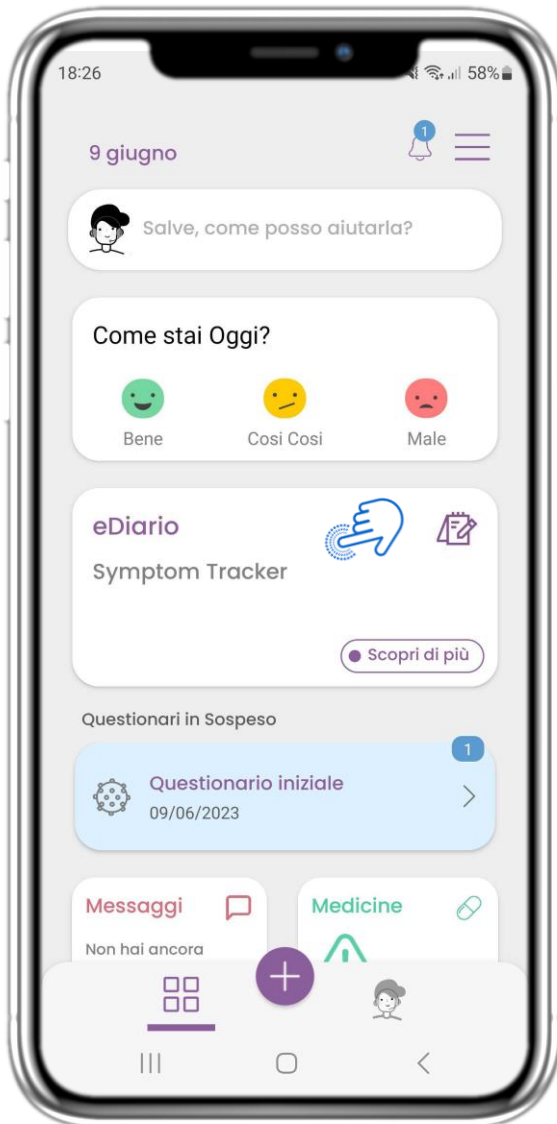 18:26
58%
9 giugno
1
Salve, come posso aiutarla?
Come stai Oggi?
Bene
Cosi Cosi
Male
eDiario
Symptom Tracker
Scopri di più
Questionari in Sospeso
1
Questionario iniziale
09/06/2023
Messaggi
Medicine
Non hai ancora